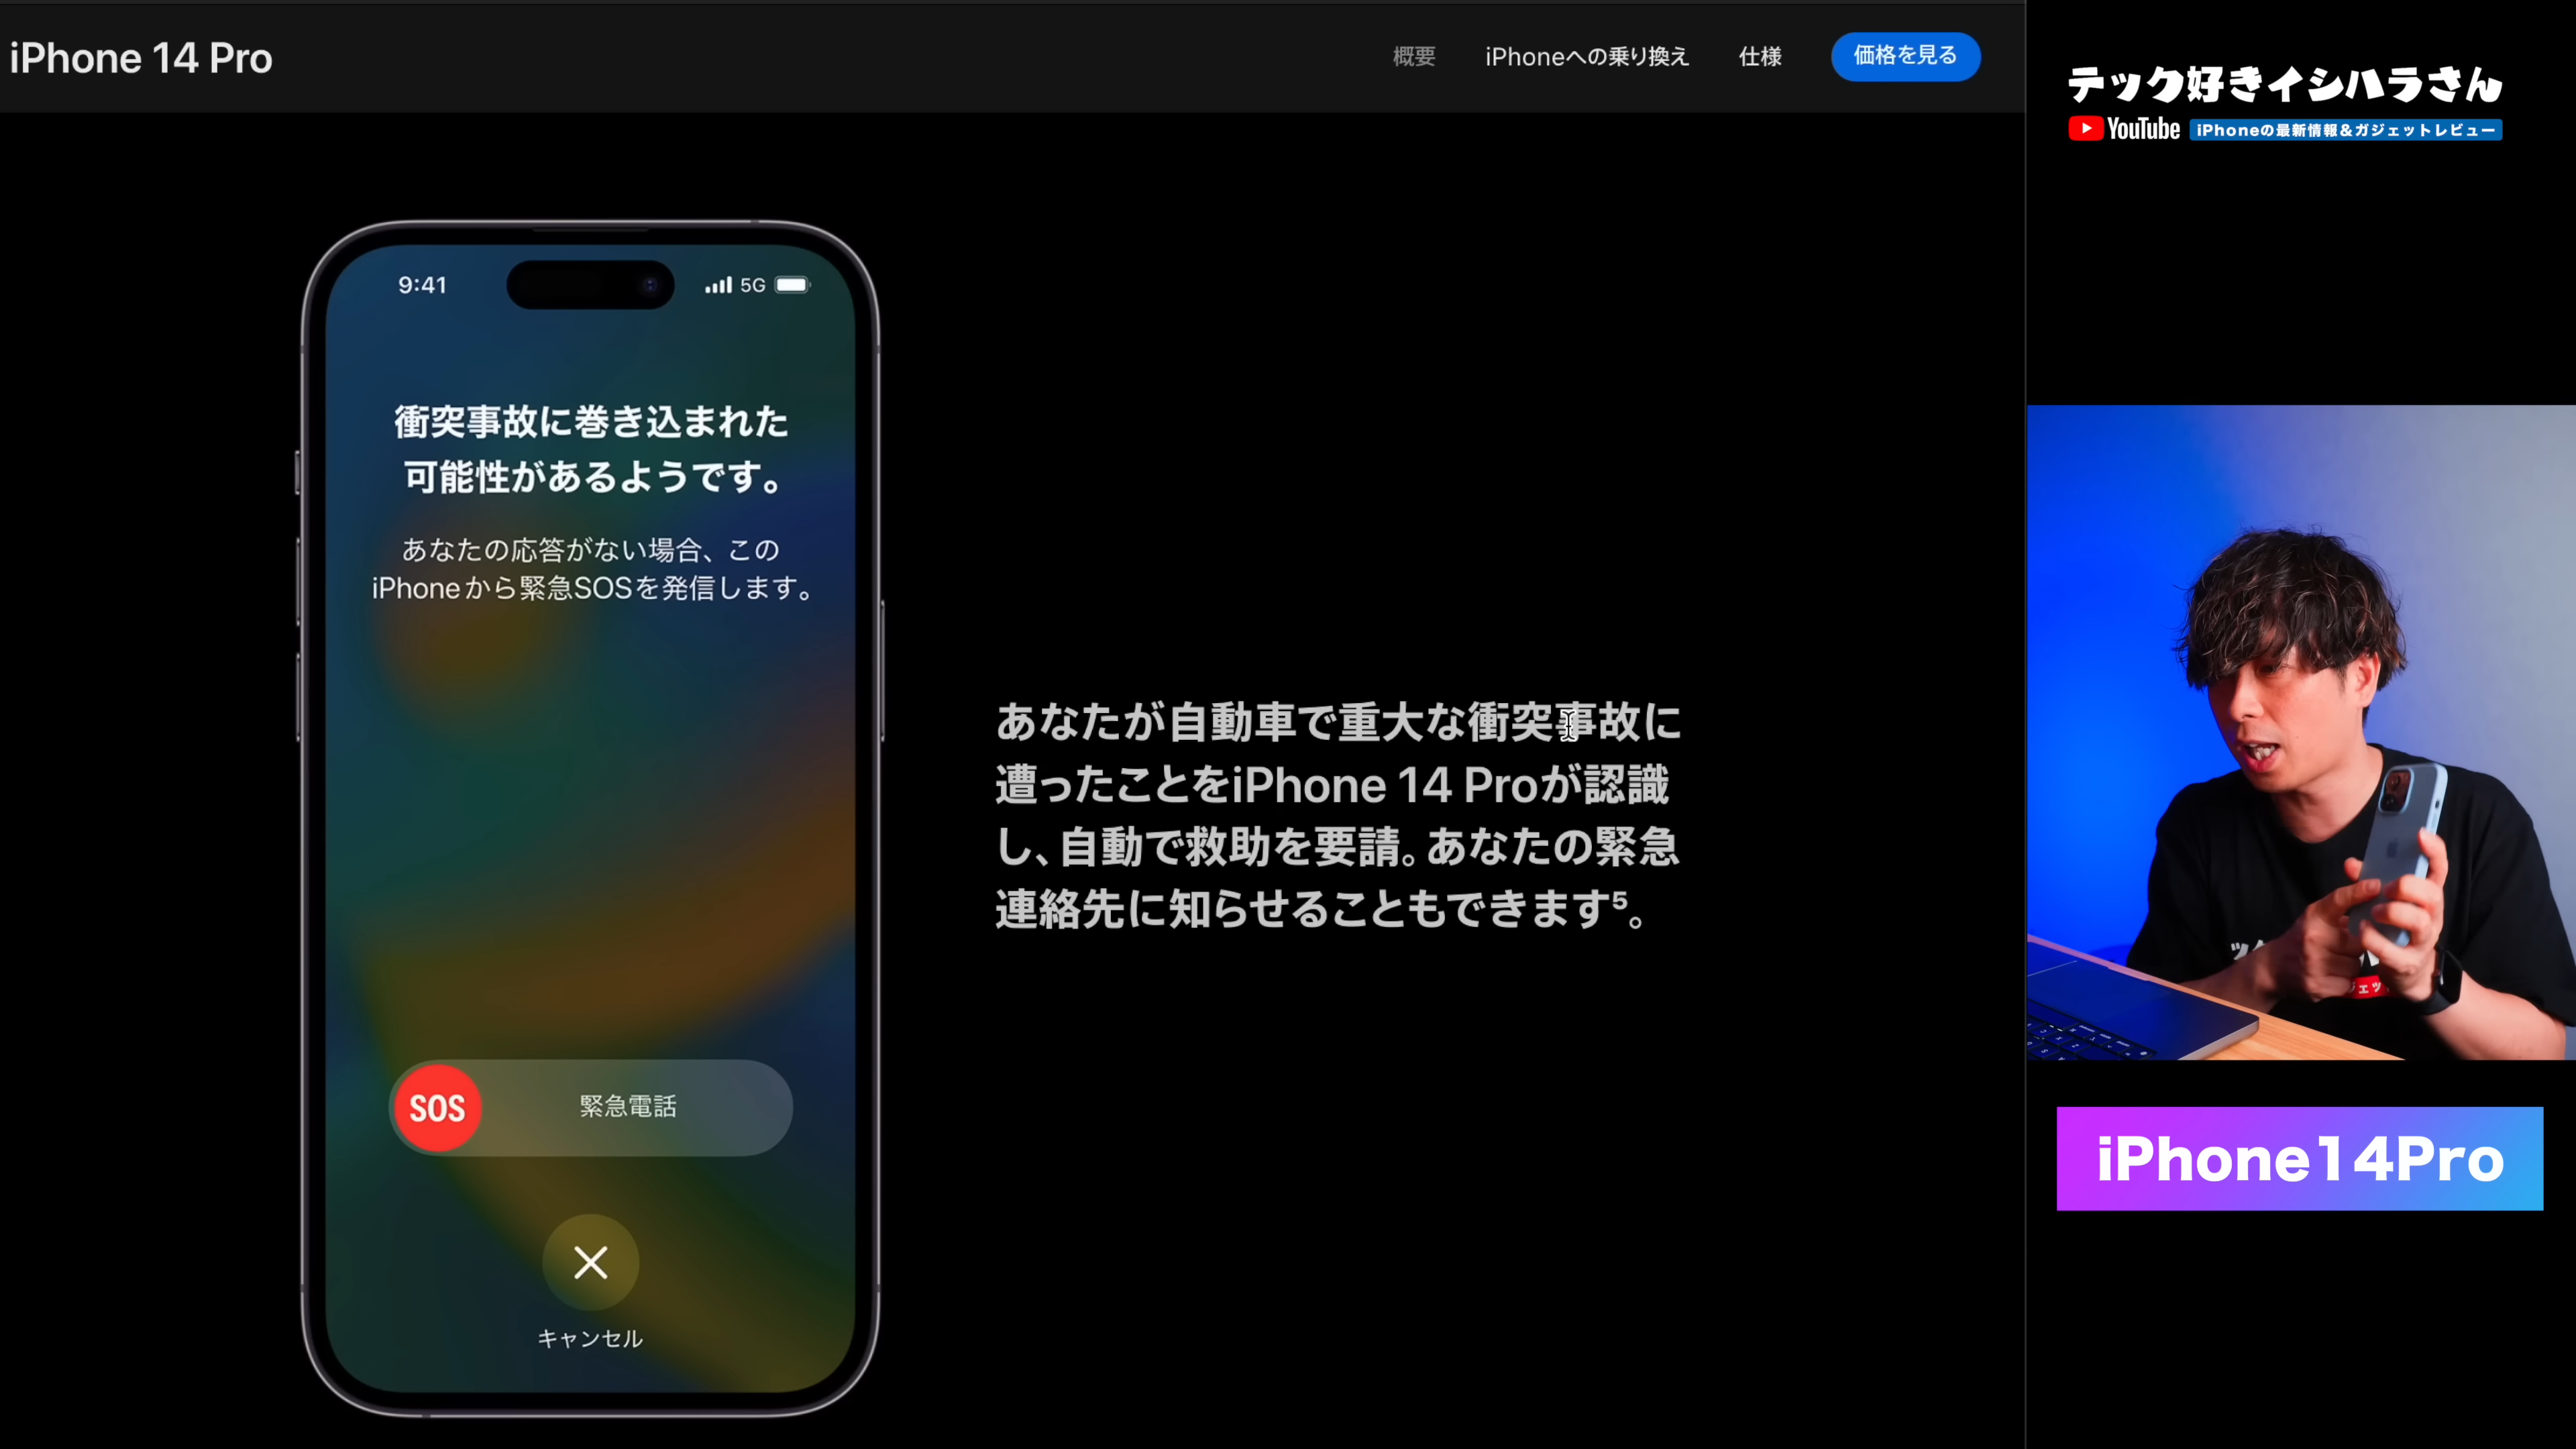 iPhone 14 Pro
概要
iPhoneへの乗り換え
仕様
価格を見る
テック好きイシハラさん
YouTube
iPhoneの最新情報&ガジェットレビュー
9:41
5G
衝突事故に巻き込まれた
可能性があるようです。
あなたの応答がない場合、この
iPhoneから緊急SOSを発信します。
SOS
緊急電話
キャンセル
あなたが自動車で重大な衝突事故に
遭ったことをiPhone 14 Proが認識
し、自動で救助を要請。あなたの緊急
連絡先に知らせることもできます⁵。
iPhone14Pro